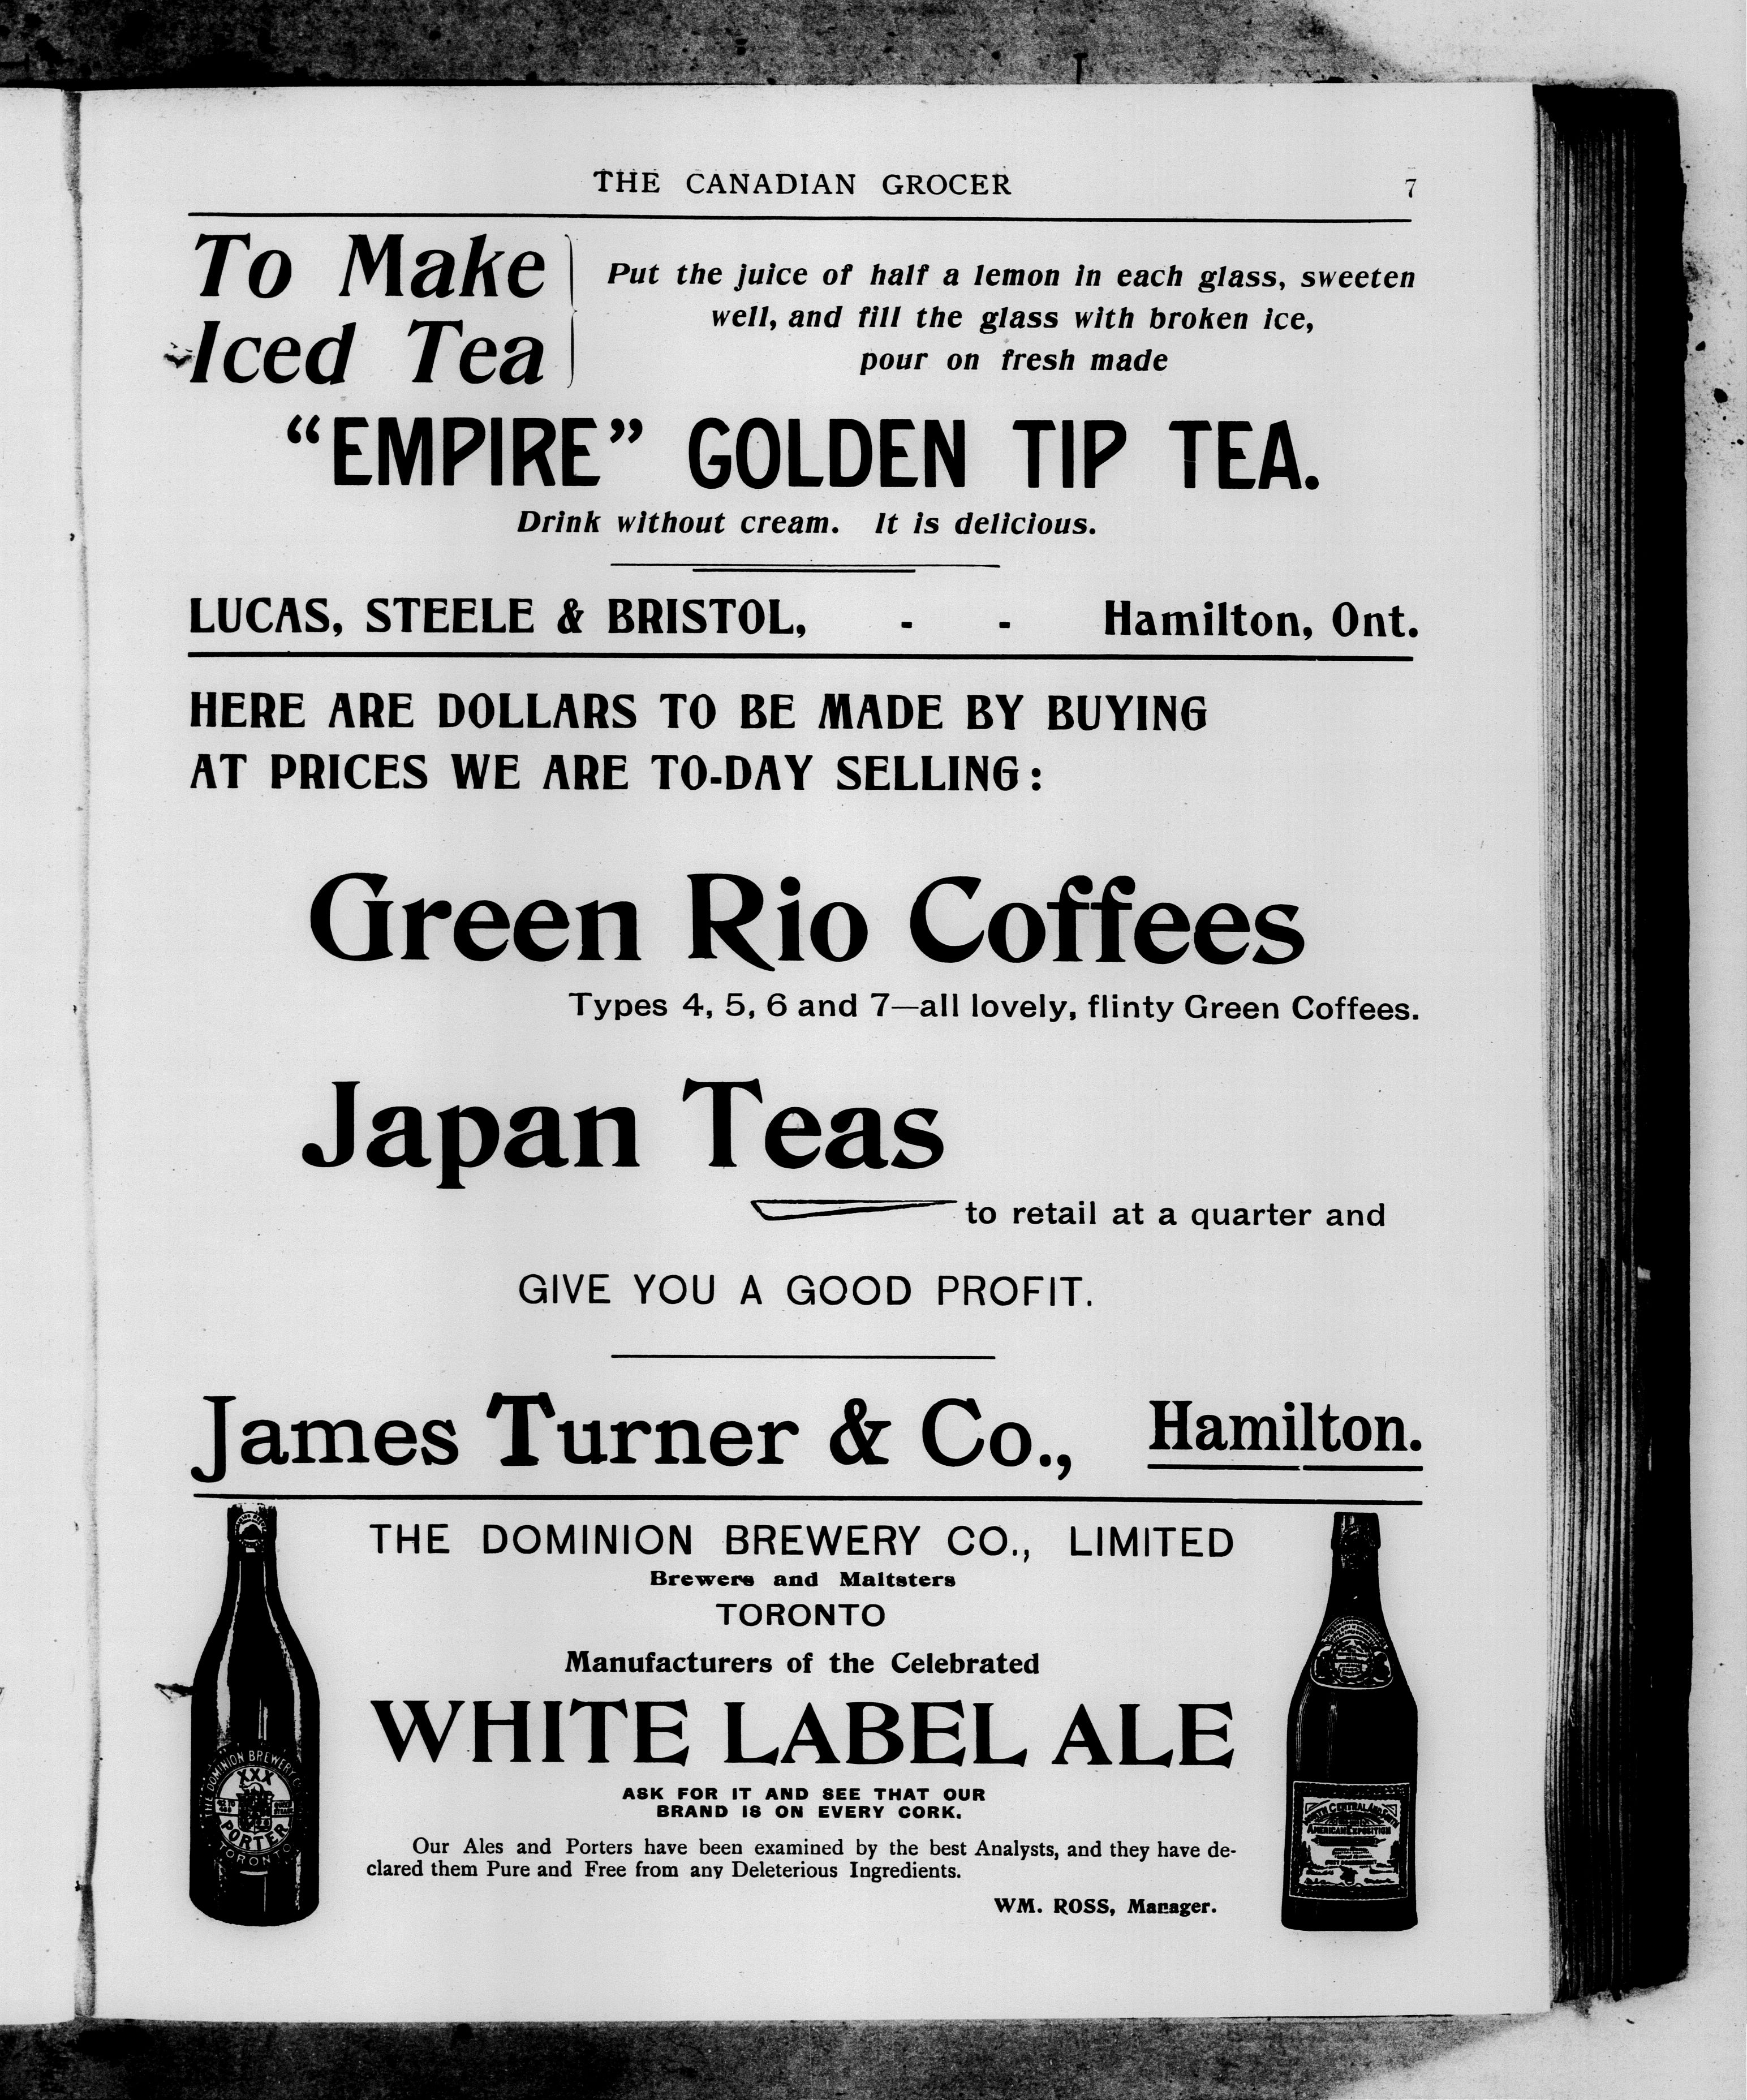 THE CANADIAN GROCER 7
To Make
Iced Tea
Put the juice of half a lemon in each glass, sweeten
well, and fill the glass with broken ice,
pour on fresh made
“EMPIRE” GOLDEN TIP TEA.
Drink without cream. It is delicious.
LUCAS, STEELE & BRISTOL, - - Hamilton, Ont.
HERE ARE DOLLARS TO BE MADE BY BUYING
AT PRICES WE ARE TO-DAY SELLING:
Green Rio Coffees
Types 4, 5, 6 and 7—all lovely, flinty Green Coffees.
Japan Teas
to retail at a quarter and
GIVE YOU A GOOD PROFIT.
James Turner & Co., Hamilton.
THE DOMINION BREWERY CO., LIMITED
Brewers and Maltsters
TORONTO
Manufacturers of the Celebrated
WHITE LABEL ALE
ASK FOR IT AND SEE THAT OUR
BRAND IS ON EVERY CORK.
Our Ales and Porters have been examined by the best Analysts, and they have de-
clared them Pure and Free from any Deleterious Ingredients.
WM. ROSS, Manager.
THE DOMINION BREWERY
XXX
PORTER
TORONTO